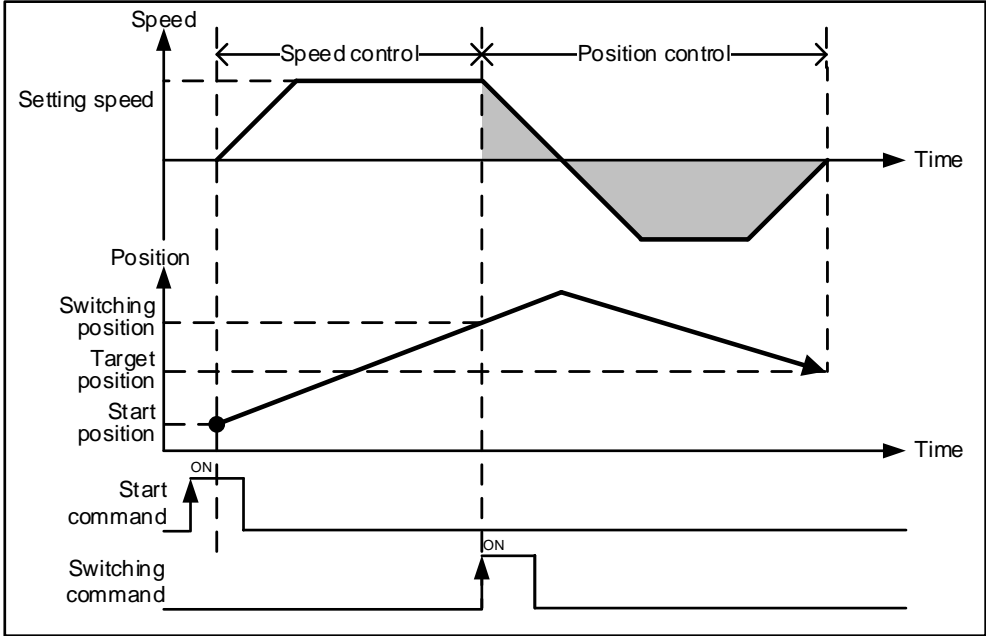 Speed
Speed control
Position control
Setting speed
Time
Position
Switching
position
Target
position
Start
position
Time
ON
Start
command
ON
Switching
command